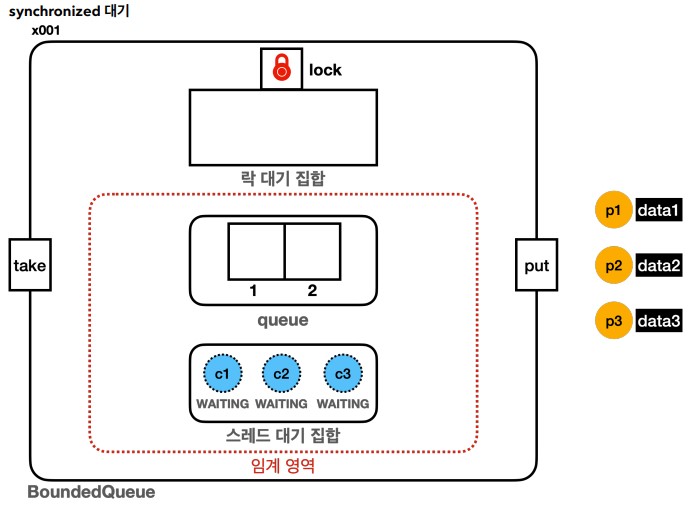 synchronized 대기
x001
lock
락 대기 집합
p1 data1
take
put
p2 data2
1 2
queue
p3 data3
c1 c2 c3
WAITING WAITING WAITING
스레드 대기 집합
임계 영역
BoundedQueue